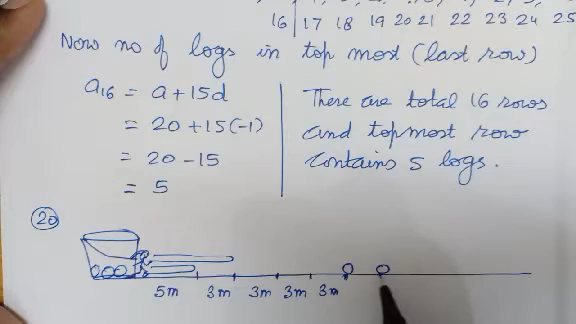 16 | 17 18 19 20 21 22 23 24 25
Now no of logs in top most (last row)
a16 = a + 15d
= 20 + 15(-1)
= 20 - 15
= 5
There are total 16 rows
and topmost row
contains 5 logs.
20
5m 3m 3m 3m 3m